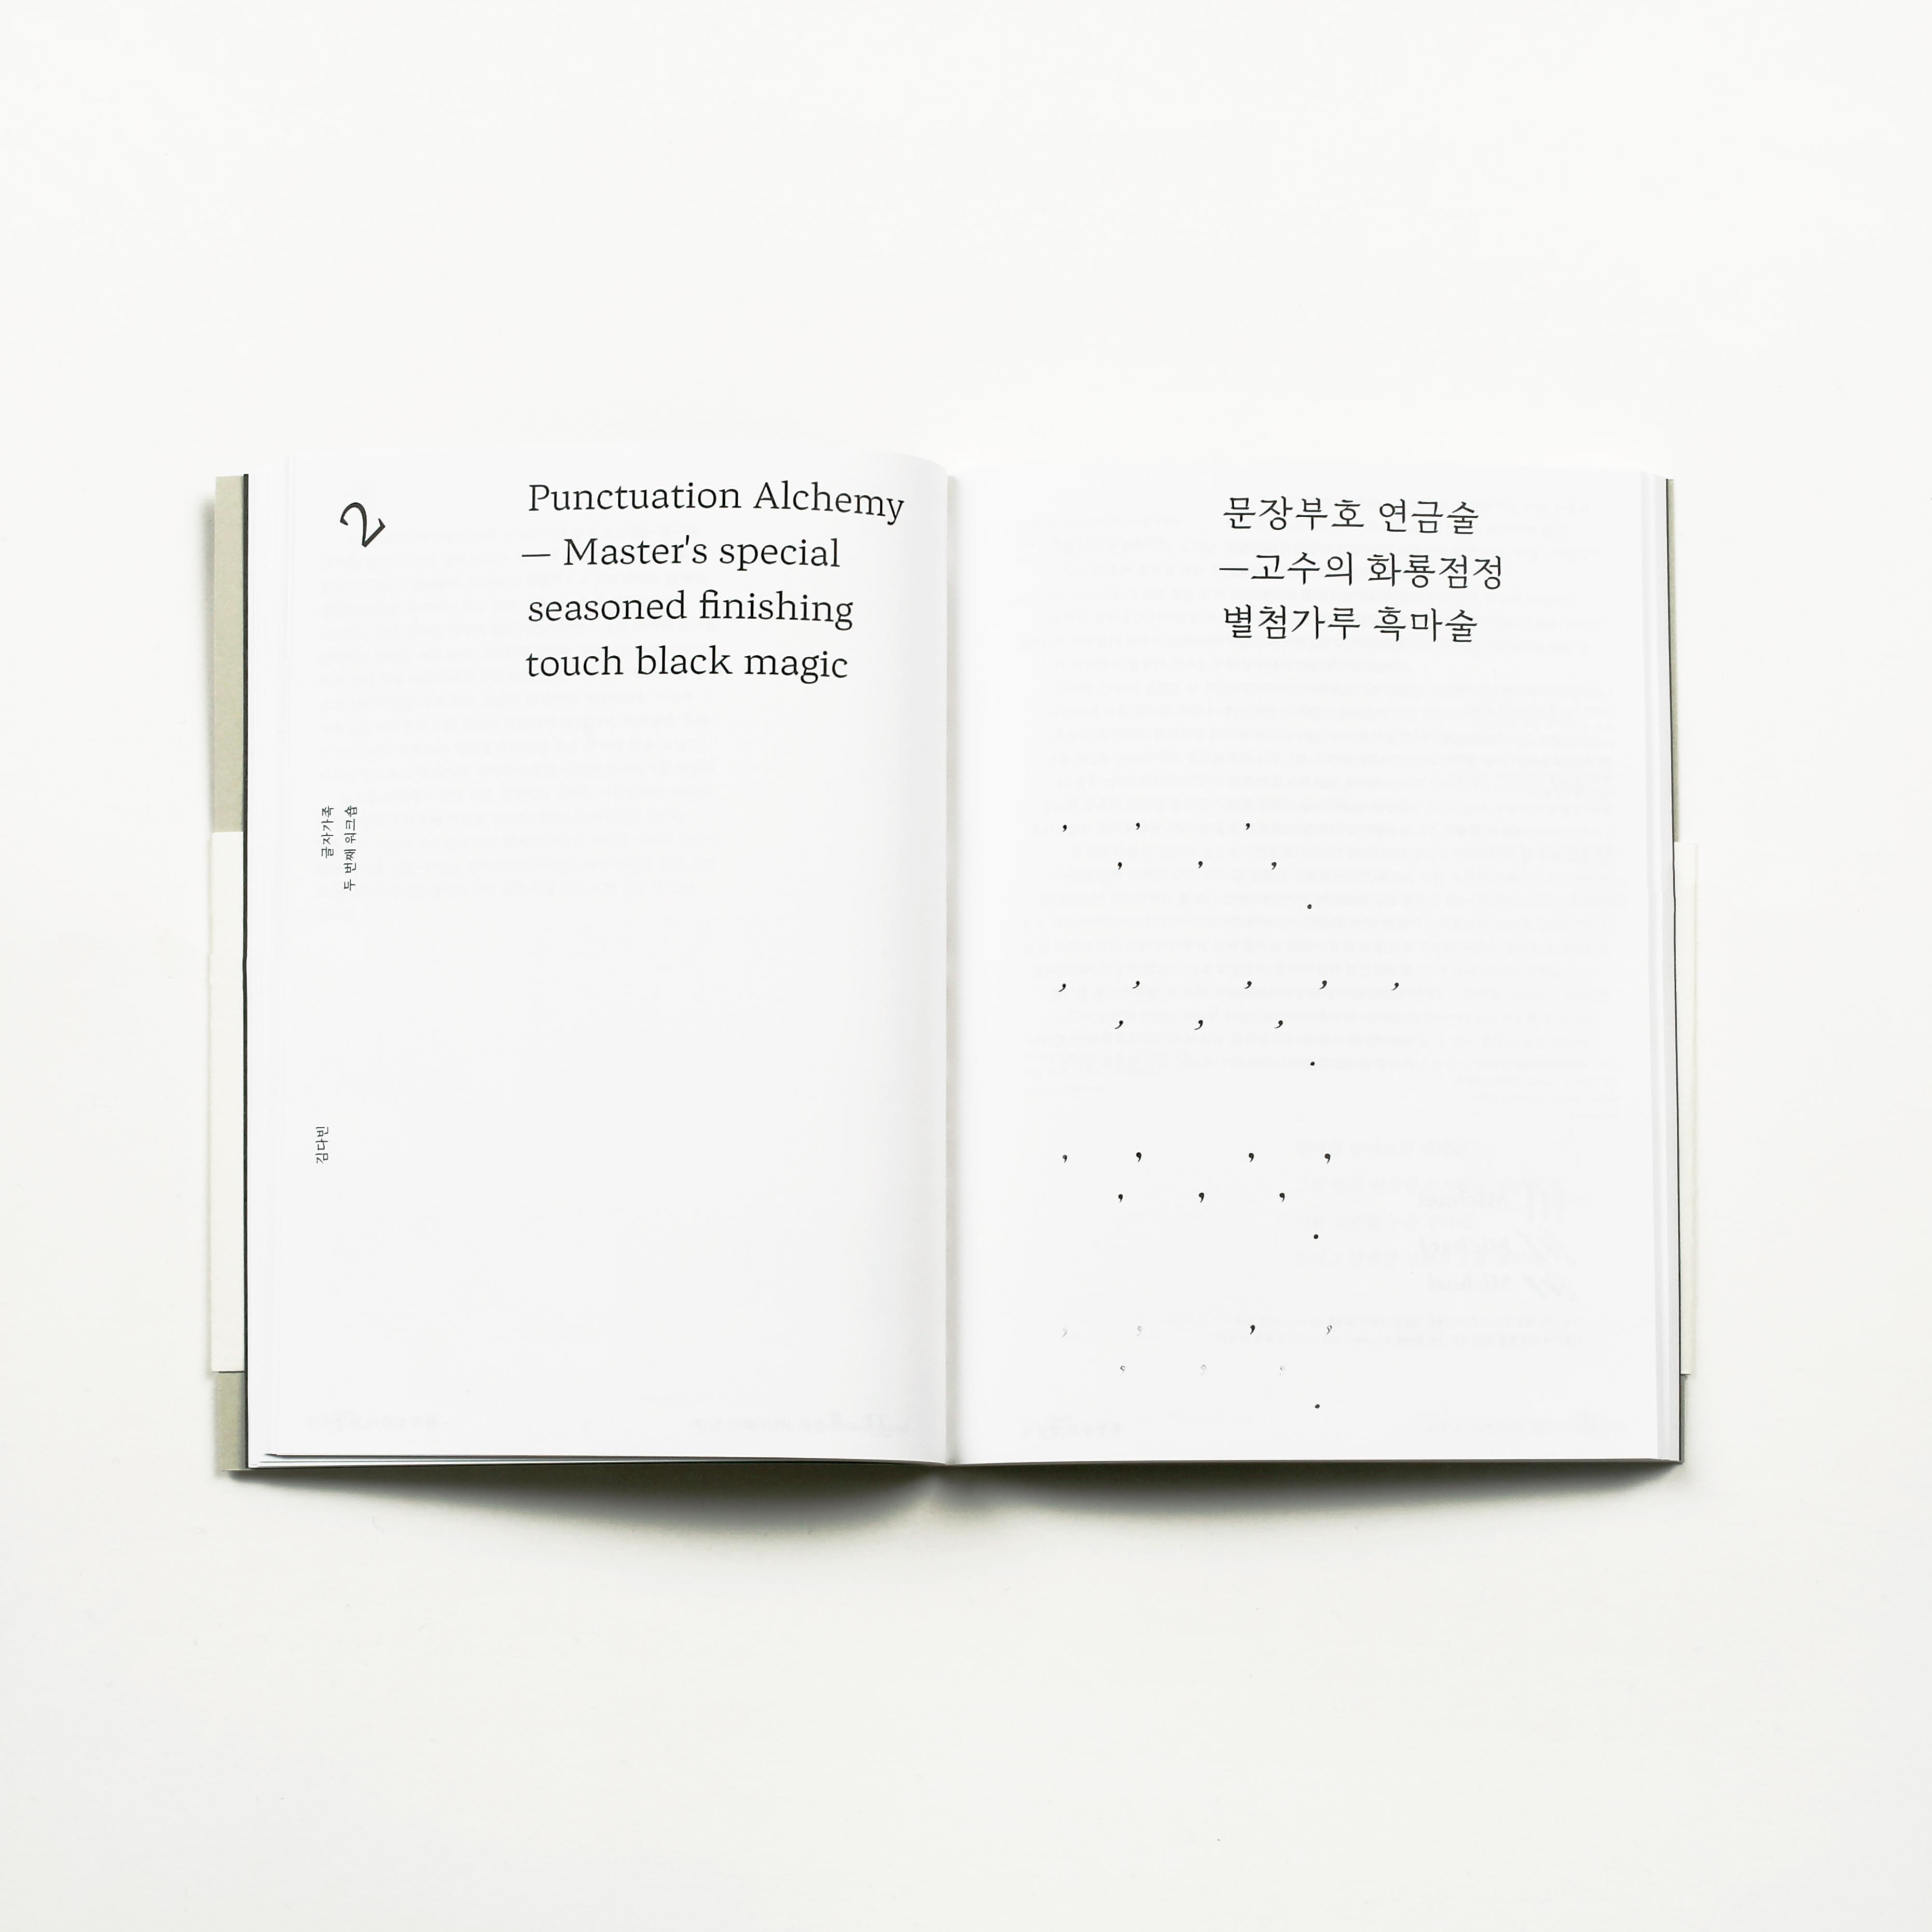 2
Punctuation Alchemy
— Master's special
seasoned finishing
touch black magic
글자가족
두 번째 워크숍
김다빈
문장부호 연금술
—고수의 화룡점정
별첨가루 흑마술
, , ,
, , ,
.
, , , , ,
, , ,
.
, , , ,
, , ,
.
, , , ,
, , ,
.